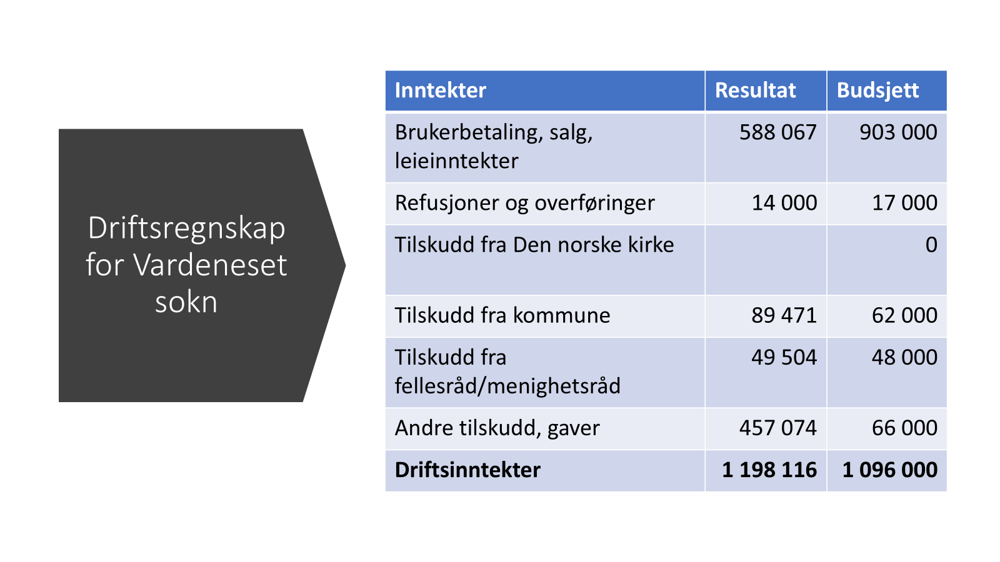 Driftsregnskap
for Vardeneset
sokn
Inntekter Resultat Budsjett
Brukerbetaling, salg, 588 067 903 000
leieinntekter
Refusjoner og overføringer 14 000 17 000
Tilskudd fra Den norske kirke 0
Tilskudd fra kommune 89 471 62 000
Tilskudd fra 49 504 48 000
fellesråd/menighetsråd
Andre tilskudd, gaver 457 074 66 000
Driftsinntekter 1 198 116 1 096 000